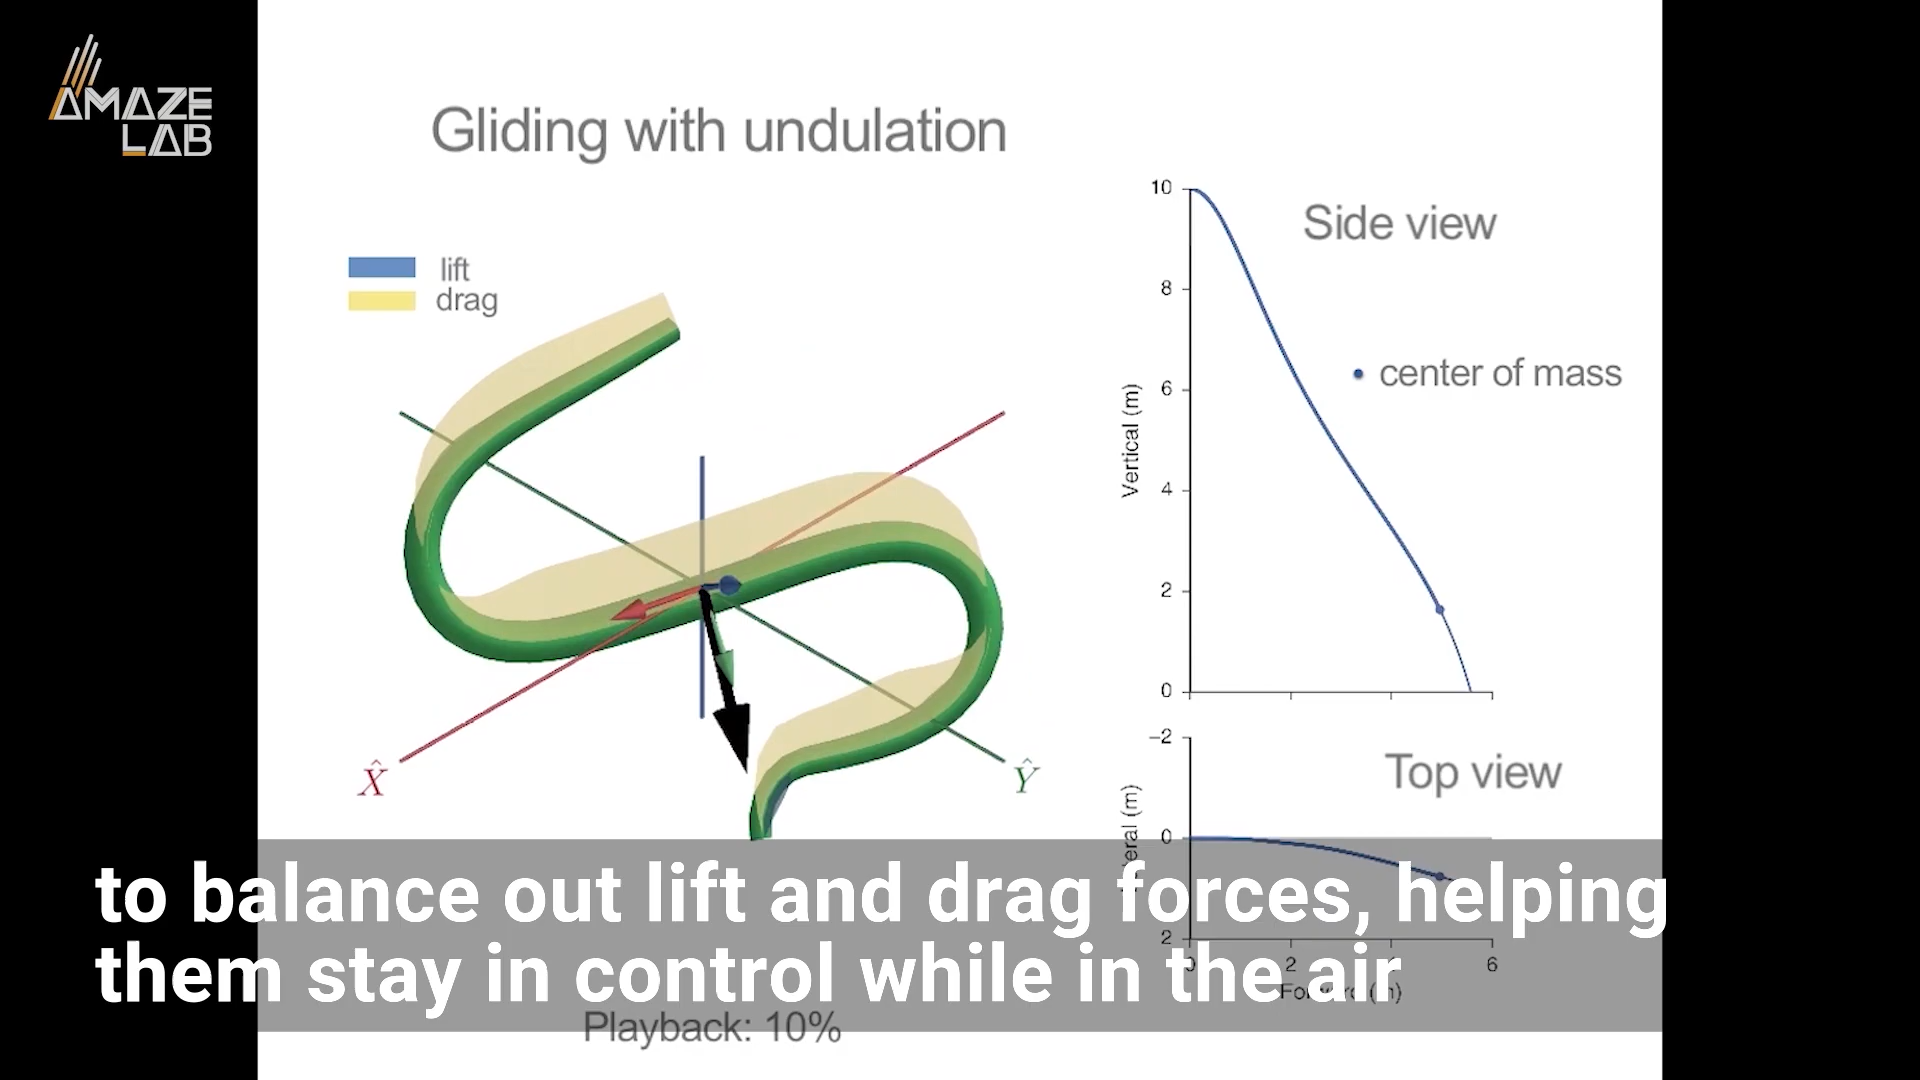 AMAZE
LAB
Gliding with undulation
lift
drag
X̂
Ŷ
10
Side view
8
center of mass
6
Vertical (m)
4
2
0
-2
Top view
0
(m)
2
2
6
to balance out lift and drag forces, helping
them stay in control while in the air
Playback: 10%